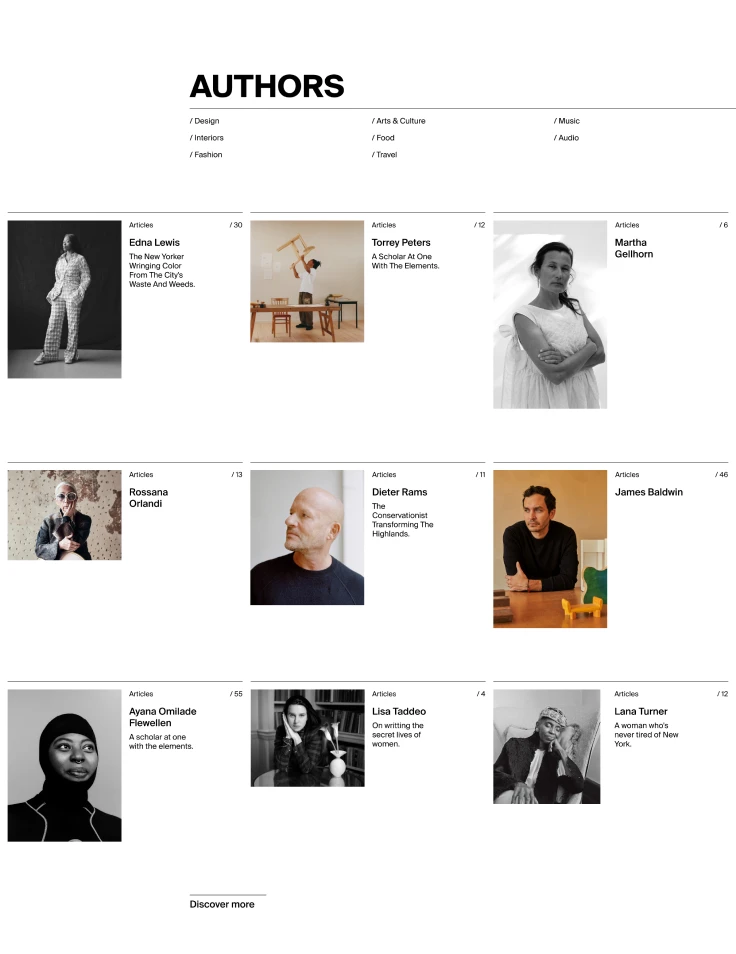 AUTHORS
/ Design
/ Arts & Culture
/ Music
/ Interiors
/ Food
/ Audio
/ Fashion
/ Travel
Articles / 30
Edna Lewis
The New Yorker
Wringing Color
From The City's
Waste And Weeds.
Articles / 12
Torrey Peters
A Scholar At One
With The Elements.
Articles / 6
Martha
Gellhorn
Articles / 13
Rossana
Orlandi
Articles / 11
Dieter Rams
The
Conservationist
Transforming The
Highlands.
Articles / 46
James Baldwin
Articles / 55
Ayana Omilade
Flewellen
A scholar at one
with the elements.
Articles / 4
Lisa Taddeo
On writting the
secret lives of
women.
Articles / 12
Lana Turner
A woman who's
never tired of New
York.
Discover more